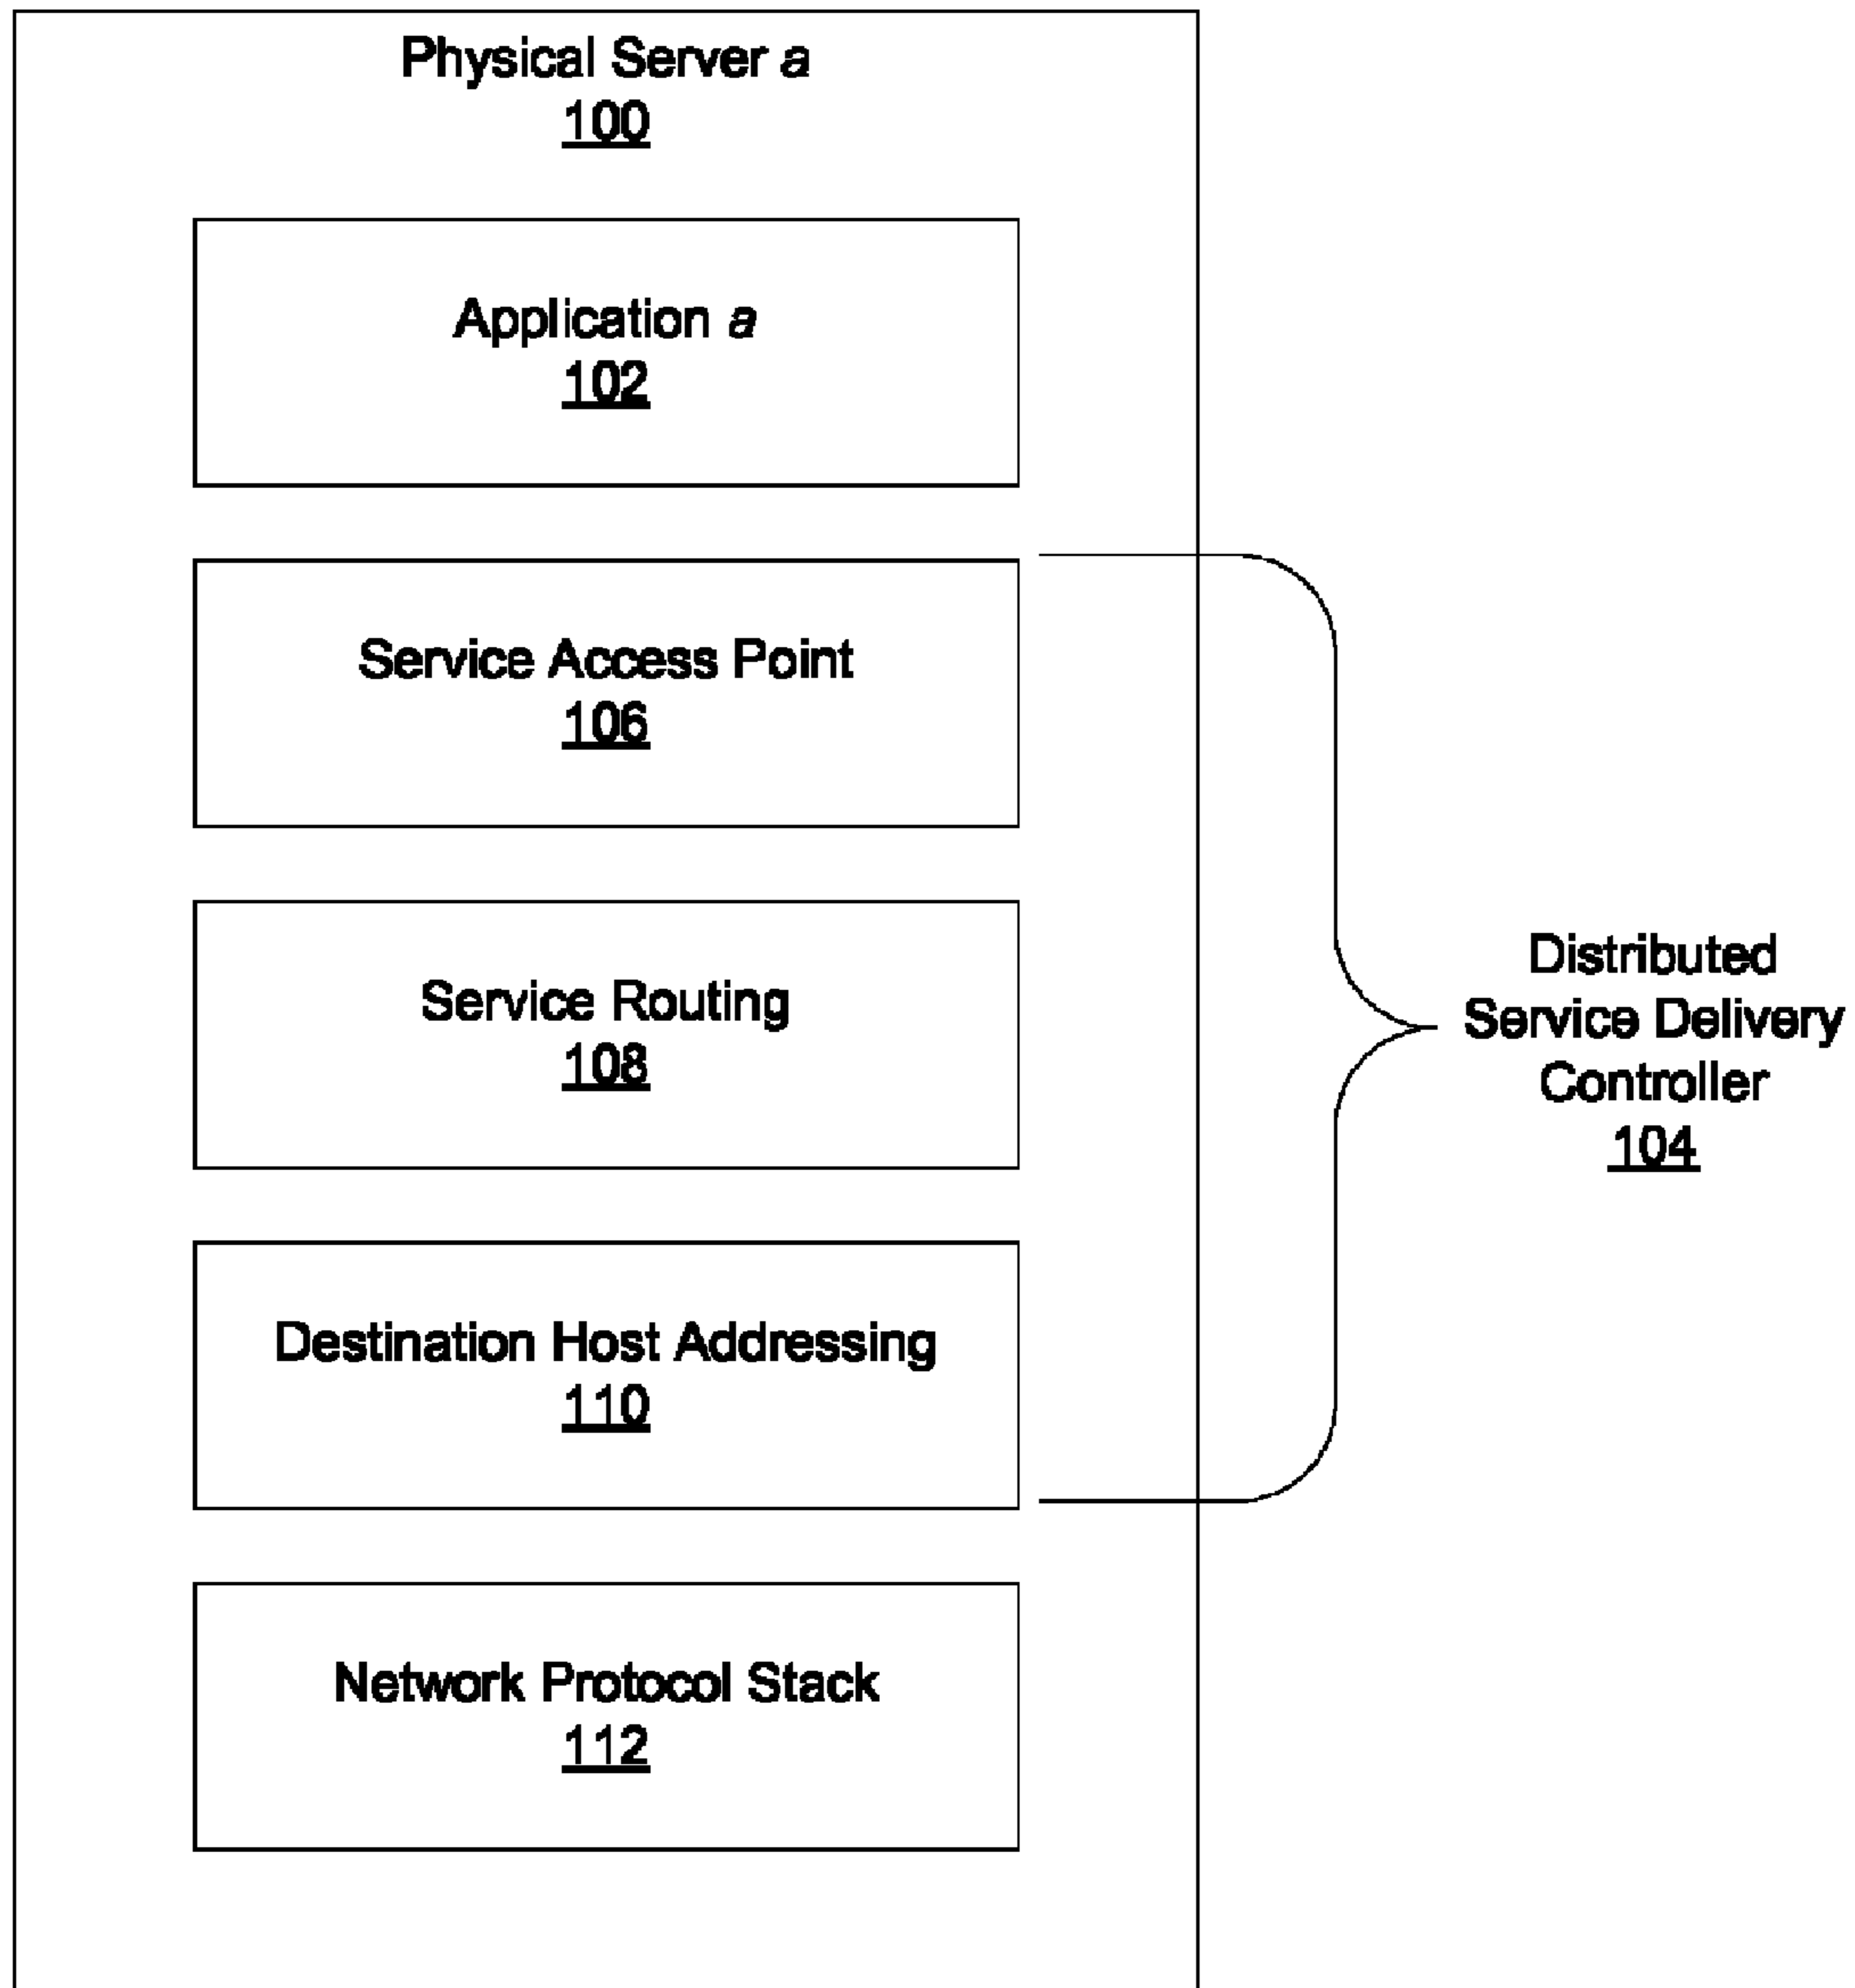 Physical Server a
100
Application a
102
Service Access Point
106
Service Routing
108
Destination Host Addressing
110
Network Protocol Stack
112
Distributed
Service Delivery
Controller
104